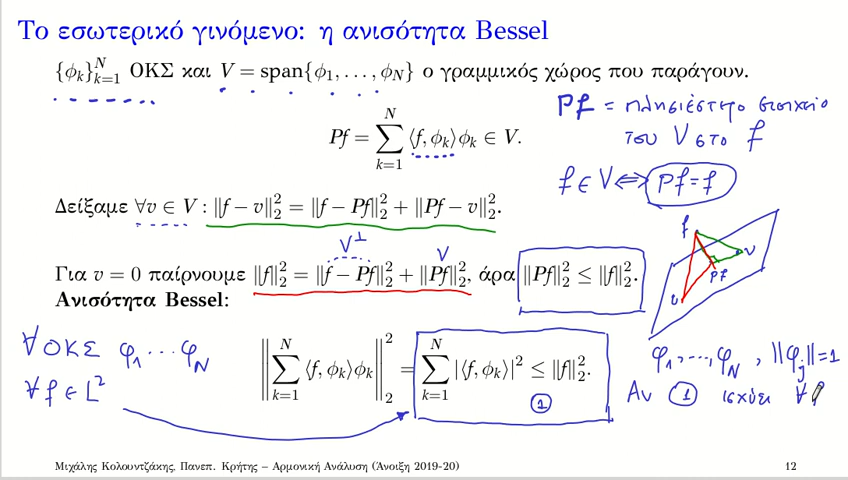 Το εσωτερικό γινόμενο: η ανισότητα Bessel
{ϕ_k}_{k=1}^N ΟΚΣ και V = span{ϕ_1, . . . , ϕ_N} ο γραμμικός χώρος που παράγουν.
Pf = \sum_{k=1}^{N} ⟨f, ϕ_k⟩ϕ_k ∈ V.
Pf = πλησιέστερο στοιχείο
του V στο f
f ∈ V ⟺ Pf = f
Δείξαμε ∀v ∈ V : ‖f − v‖_2^2 = ‖f − Pf‖_2^2 + ‖Pf − v‖_2^2.
f
v
Pf
0
V^⊥ V
Για v = 0 παίρνουμε ‖f‖_2^2 = ‖f − Pf‖_2^2 + ‖Pf‖_2^2, άρα ‖Pf‖_2^2 ≤ ‖f‖_2^2.
Ανισότητα Bessel:
∀ ΟΚΣ φ_1 ... φ_N
∀ f ∈ L^2
‖\sum_{k=1}^{N} ⟨f, ϕ_k⟩ϕ_k‖_2^2 = \sum_{k=1}^{N} |⟨f, ϕ_k⟩|^2 ≤ ‖f‖_2^2.
①
φ_1, ..., φ_N , ‖φ_j‖=1
Αν ① ισχύει ∀
Μιχάλης Κολουντζάκης, Πανεπ. Κρήτης – Αρμονική Ανάλυση (Άνοιξη 2019-20)
12